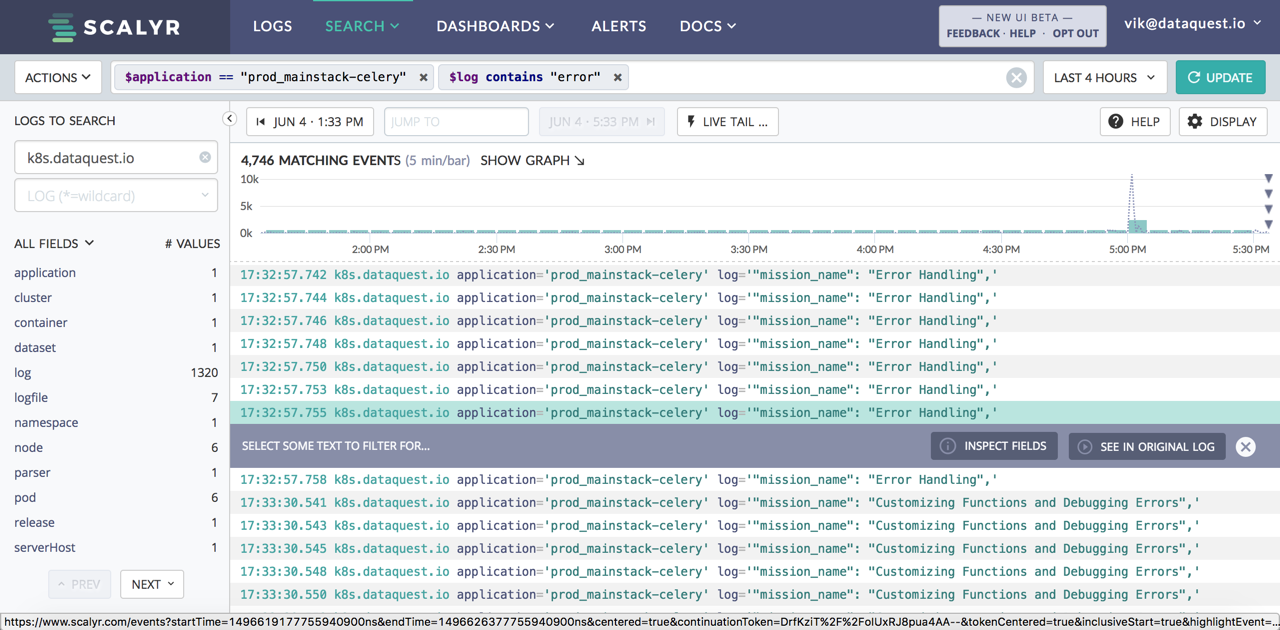 SCALYR
LOGS SEARCH DASHBOARDS ALERTS DOCS
— NEW UI BETA —
FEEDBACK · HELP · OPT OUT
vik@dataquest.io
ACTIONS $application == "prod_mainstack-celery" × $log contains "error" × LAST 4 HOURS UPDATE
LOGS TO SEARCH
k8s.dataquest.io
LOG (*=wildcard)
ALL FIELDS # VALUES
application 1
cluster 1
container 1
dataset 1
log 1320
logfile 7
namespace 1
node 6
parser 1
pod 6
release 1
serverHost 1
PREV NEXT
JUN 4 · 1:33 PM JUMP TO JUN 4 · 5:33 PM LIVE TAIL ... HELP DISPLAY
4,746 MATCHING EVENTS (5 min/bar) SHOW GRAPH ↘
10k
5k
0k
2:00 PM 2:30 PM 3:00 PM 3:30 PM 4:00 PM 4:30 PM 5:00 PM 5:30 PM
17:32:57.742 k8s.dataquest.io application='prod_mainstack-celery' log='"mission_name": "Error Handling",'
17:32:57.744 k8s.dataquest.io application='prod_mainstack-celery' log='"mission_name": "Error Handling",'
17:32:57.746 k8s.dataquest.io application='prod_mainstack-celery' log='"mission_name": "Error Handling",'
17:32:57.748 k8s.dataquest.io application='prod_mainstack-celery' log='"mission_name": "Error Handling",'
17:32:57.750 k8s.dataquest.io application='prod_mainstack-celery' log='"mission_name": "Error Handling",'
17:32:57.753 k8s.dataquest.io application='prod_mainstack-celery' log='"mission_name": "Error Handling",'
17:32:57.755 k8s.dataquest.io application='prod_mainstack-celery' log='"mission_name": "Error Handling",'
SELECT SOME TEXT TO FILTER FOR... INSPECT FIELDS SEE IN ORIGINAL LOG
17:32:57.758 k8s.dataquest.io application='prod_mainstack-celery' log='"mission_name": "Error Handling",'
17:33:30.541 k8s.dataquest.io application='prod_mainstack-celery' log='"mission_name": "Customizing Functions and Debugging Errors",'
17:33:30.543 k8s.dataquest.io application='prod_mainstack-celery' log='"mission_name": "Customizing Functions and Debugging Errors",'
17:33:30.545 k8s.dataquest.io application='prod_mainstack-celery' log='"mission_name": "Customizing Functions and Debugging Errors",'
17:33:30.548 k8s.dataquest.io application='prod_mainstack-celery' log='"mission_name": "Customizing Functions and Debugging Errors",'
17:33:30.550 k8s.dataquest.io application='prod_mainstack-celery' log='"mission_name": "Customizing Functions and Debugging Errors",'
https://www.scalyr.com/events?startTime=1496619177755940900ns&endTime=1496626377755940900ns&centered=true&continuationToken=DrfKziT%2F%2FolUxRJ8pua4AA--&tokenCentered=true&inclusiveStart=true&highlightEvent=...